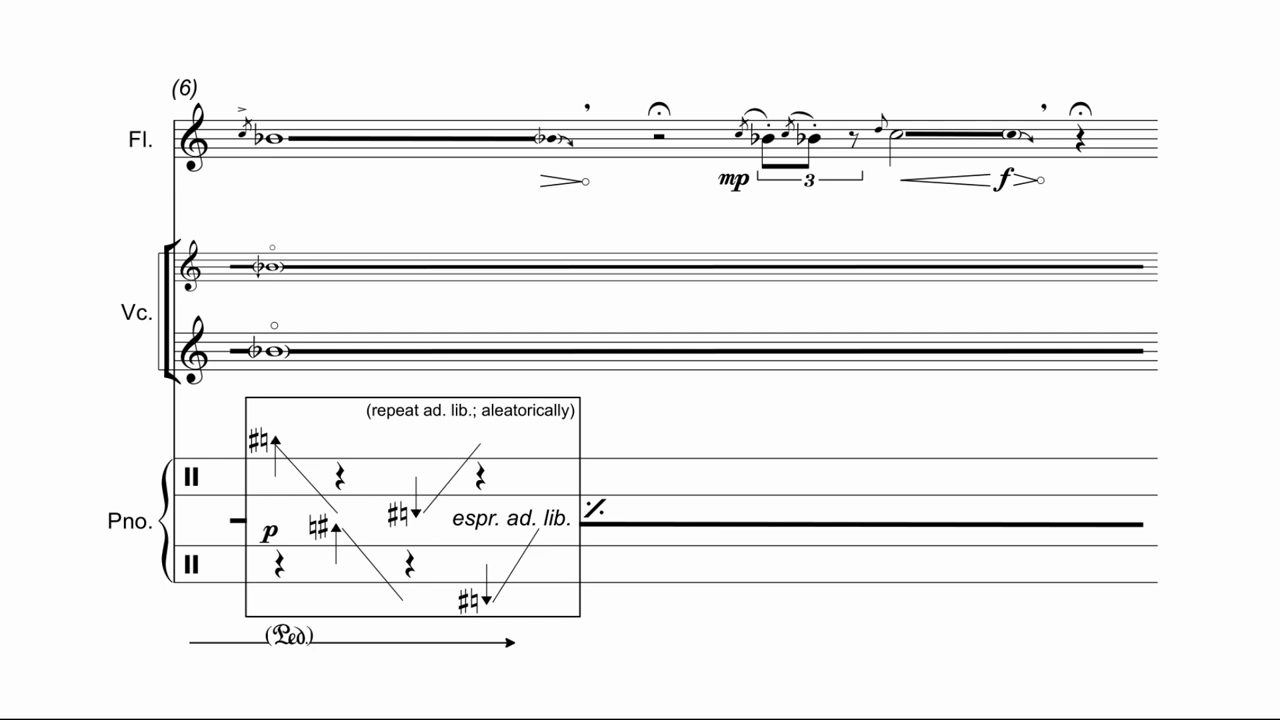 (6)
Fl.
mp
3
f
Vc.
(repeat ad. lib.; aleatorically)
Pno.
p
espr. ad. lib.
(Ped.)